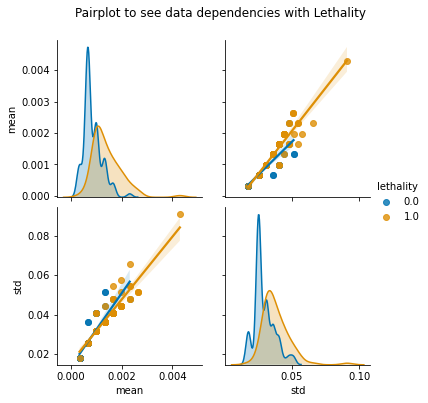 Pairplot to see data dependencies with Lethality
0.004
0.003
0.002
0.001
0.000
mean
lethality
0.0
1.0
0.08
0.06
0.04
0.02
std
0.000 0.002 0.004
mean
0.05 0.10
std